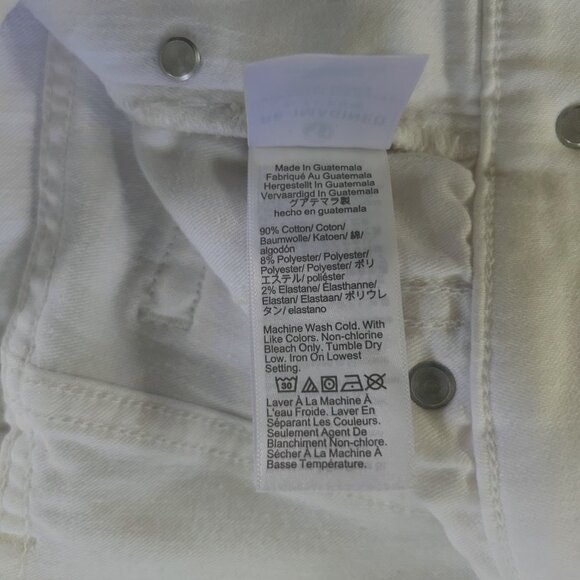 Made In Guatemala
Fabriqué Au Guatemala
Hergestellt In Guatemala
Vervaardigd In Guatemala
グアテマラ製
hecho en guatemala
90% Cotton/ Coton/
Baumwolle/ Katoen/ 綿/
algodón
8% Polyester/ Polyester/
Polyester/ Polyester/ ポリ
エステル/ poliéster
2% Elastane/ Élasthanne/
Elastan/ Elastaan/ ポリウレ
タン/ elastano
Machine Wash Cold. With
Like Colors. Non-chlorine
Bleach Only. Tumble Dry
Low. Iron On Lowest
Setting.
30
Laver À La Machine À
L'eau Froide. Laver En
Séparant Les Couleurs.
Seulement Agent De
Blanchiment Non-chlore.
Sécher À La Machine À
Basse Température.